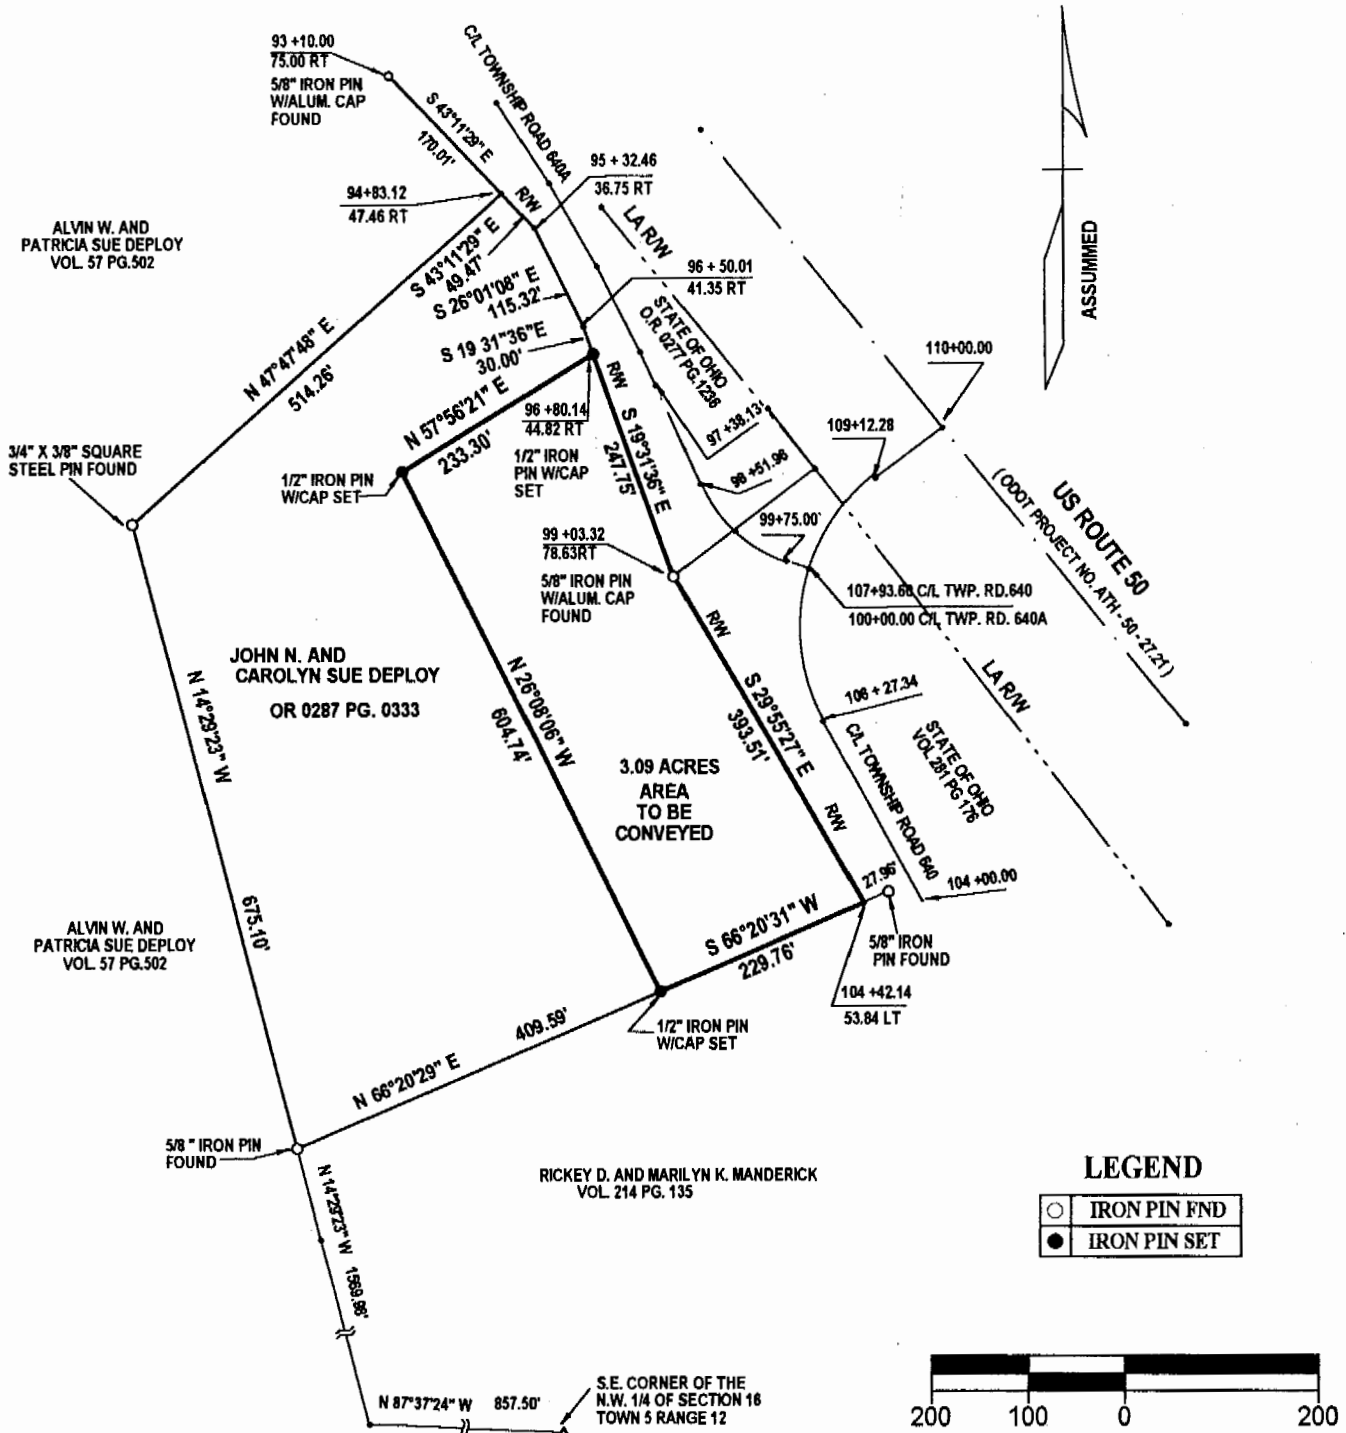 93 +10.00
75.00 RT
5/8" IRON PIN
W/ALUM. CAP
FOUND
C/L TOWNSHIP ROAD 640A
S 43°11'29" E
170.01'
R/W
95 + 32.46
36.75 RT
94+83.12
47.46 RT
LA R/W
ALVIN W. AND
PATRICIA SUE DEPLOY
VOL. 57 PG.502
S 43°11'29" E
49.47'
S 26°01'08" E
115.32'
96 + 50.01
41.35 RT
ASSUMMED
STATE OF OHIO
O.R. 0277 PG.1236
S 19 31"36"E
30.00'
110+00.00
N 47°47'48" E
514.26'
R/W
N 57°56'21" E
233.30'
96 +80.14
44.82 RT
1/2" IRON
PIN W/CAP
SET
S 19°31'36" E
247.75'
97 +38.13'
109+12.28
3/4" X 3/8" SQUARE
STEEL PIN FOUND
1/2" IRON PIN
W/CAP SET
98 +51.96
US ROUTE 50
( ODOT PROJECT NO. ATH - 50 - 27.21 )
99+75.00'
99 +03.32
78.63RT
5/8" IRON PIN
W/ALUM. CAP
FOUND
107+93.68 C/L TWP. RD.640
100+00.00 C/L TWP. RD. 640A
R/W
JOHN N. AND
CAROLYN SUE DEPLOY
OR 0287 PG. 0333
N 14°29'23" W
675.10'
N 26°08'06" W
604.74'
S 29°55'27" E
393.51'
LA R/W
106 + 27.34
STATE OF OHIO
VOL 281 PG 176
C/L TOWNSHIP ROAD 640
3.09 ACRES
AREA
TO BE
CONVEYED
R/W
27.96'
104 +00.00
ALVIN W. AND
PATRICIA SUE DEPLOY
VOL. 57 PG.502
S 66°20'31" W
229.76'
5/8" IRON
PIN FOUND
104 +42.14
53.84 LT
1/2" IRON PIN
W/CAP SET
409.59'
N 66°20'29" E
5/8 " IRON PIN
FOUND
RICKEY D. AND MARILYN K. MANDERICK
VOL. 214 PG. 135
LEGEND
IRON PIN FND
IRON PIN SET
N 14°29'23" W 1569.98'
N 87°37'24" W 857.50'
S.E. CORNER OF THE
N.W. 1/4 OF SECTION 16
TOWN 5 RANGE 12
200 100 0 200